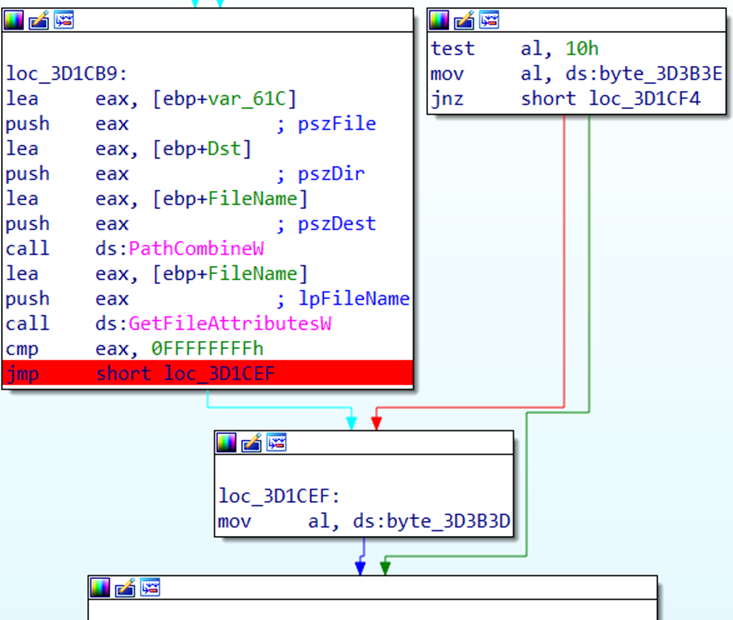 loc_3D1CB9:
lea eax, [ebp+var_61C]
push eax ; pszFile
lea eax, [ebp+Dst]
push eax ; pszDir
lea eax, [ebp+FileName]
push eax ; pszDest
call ds:PathCombineW
lea eax, [ebp+FileName]
push eax ; lpFileName
call ds:GetFileAttributesW
cmp eax, 0FFFFFFFFh
jmp short loc_3D1CEF
test al, 10h
mov al, ds:byte_3D3B3E
jnz short loc_3D1CF4
loc_3D1CEF:
mov al, ds:byte_3D3B3D